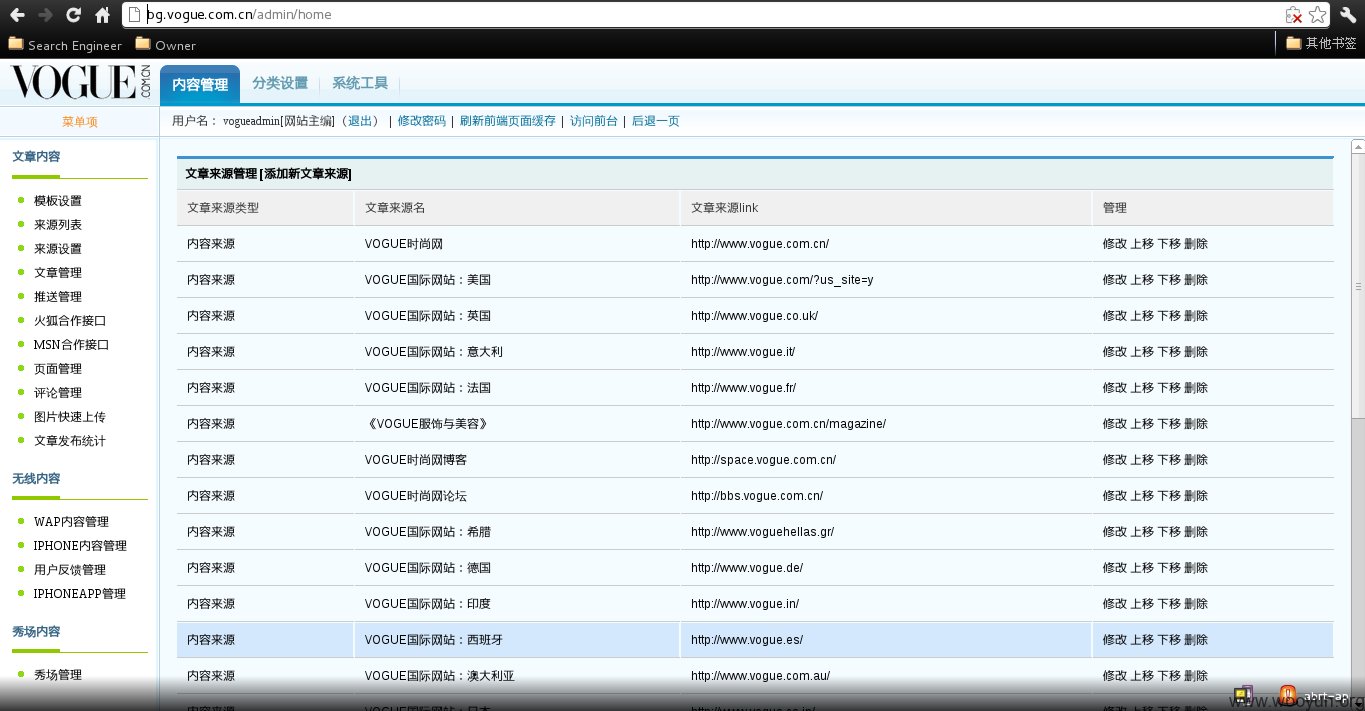 bg.vogue.com.cn/admin/home
Search Engineer Owner 其他书签
VOGUE COM.CN 内容管理 分类设置 系统工具
菜单项 用户名： vogueadmin[网站主编]（退出） | 修改密码 | 刷新前端页面缓存 | 访问前台 | 后退一页
文章内容
模板设置
来源列表
来源设置
文章管理
推送管理
火狐合作接口
MSN合作接口
页面管理
评论管理
图片快速上传
文章发布统计
无线内容
WAP内容管理
IPHONE内容管理
用户反馈管理
IPHONEAPP管理
秀场内容
秀场管理
文章来源管理 [添加新文章来源]
文章来源类型 文章来源名 文章来源link 管理
内容来源 VOGUE时尚网 http://www.vogue.com.cn/ 修改 上移 下移 删除
内容来源 VOGUE国际网站：美国 http://www.vogue.com/?us_site=y 修改 上移 下移 删除
内容来源 VOGUE国际网站：英国 http://www.vogue.co.uk/ 修改 上移 下移 删除
内容来源 VOGUE国际网站：意大利 http://www.vogue.it/ 修改 上移 下移 删除
内容来源 VOGUE国际网站：法国 http://www.vogue.fr/ 修改 上移 下移 删除
内容来源 《VOGUE服饰与美容》 http://www.vogue.com.cn/magazine/ 修改 上移 下移 删除
内容来源 VOGUE时尚网博客 http://space.vogue.com.cn/ 修改 上移 下移 删除
内容来源 VOGUE时尚网论坛 http://bbs.vogue.com.cn/ 修改 上移 下移 删除
内容来源 VOGUE国际网站：希腊 http://www.voguehellas.gr/ 修改 上移 下移 删除
内容来源 VOGUE国际网站：德国 http://www.vogue.de/ 修改 上移 下移 删除
内容来源 VOGUE国际网站：印度 http://www.vogue.in/ 修改 上移 下移 删除
内容来源 VOGUE国际网站：西班牙 http://www.vogue.es/ 修改 上移 下移 删除
内容来源 VOGUE国际网站：澳大利亚 http://www.vogue.com.au/ 修改 上移 下移 删除
abrt-ap
www.wooyun.org